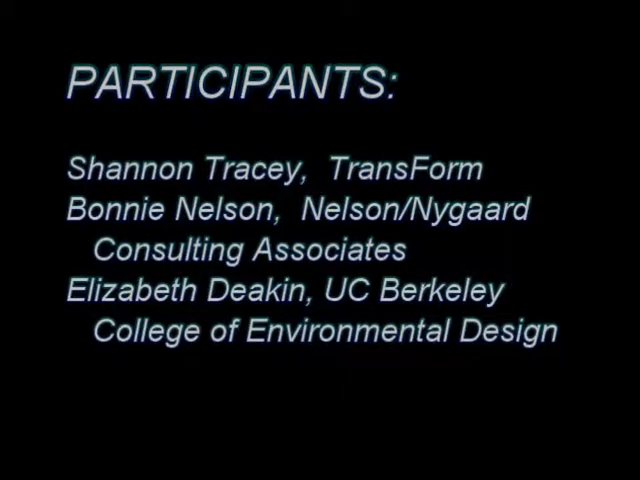 PARTICIPANTS:
Shannon Tracey, TransForm
Bonnie Nelson, Nelson/Nygaard
Consulting Associates
Elizabeth Deakin, UC Berkeley
College of Environmental Design